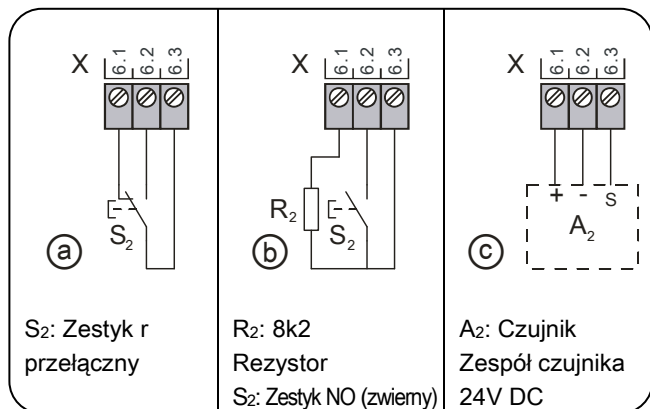 X 6.1 6.2 6.3
S2
a
S2: Zestyk r
przełączny
X 6.1 6.2 6.3
R2
S2
b
R2: 8k2
Rezystor
S2: Zestyk NO (zwierny)
X 6.1 6.2 6.3
+ - S
A2
c
A2: Czujnik
Zespół czujnika
24V DC